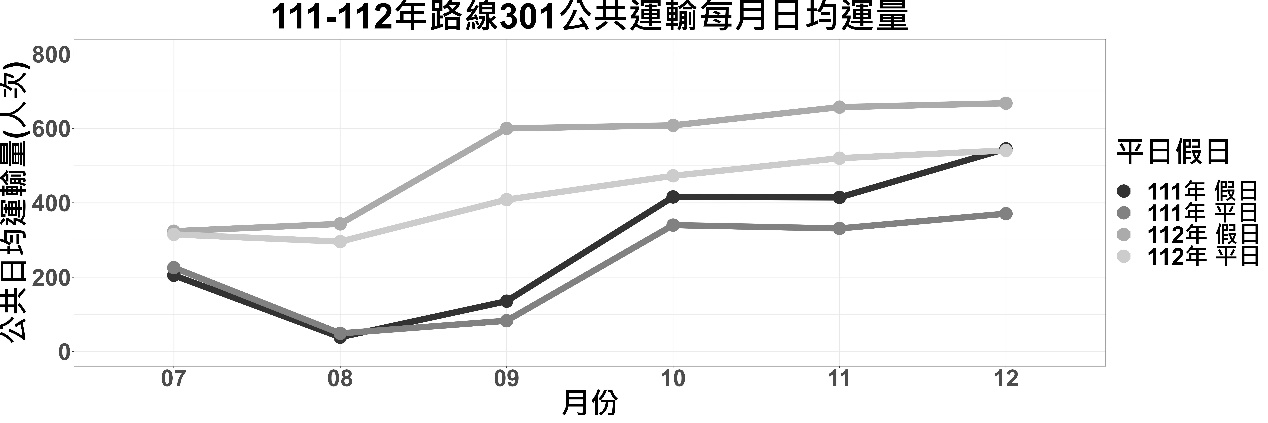 111-112年路線301公共運輸每月日均運量
公共日均運輸量(人次)
800
600
400
200
0
07 08 09 10 11 12
月份
平日假日
111年 假日
111年 平日
112年 假日
112年 平日